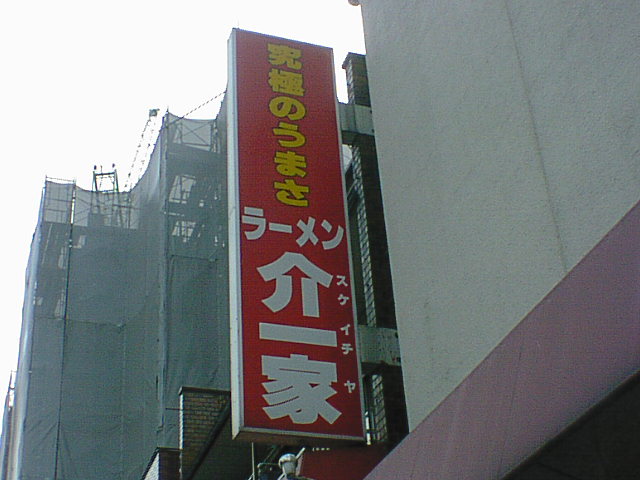 究極のうまさ
ラーメン
介一家
スケイチヤ